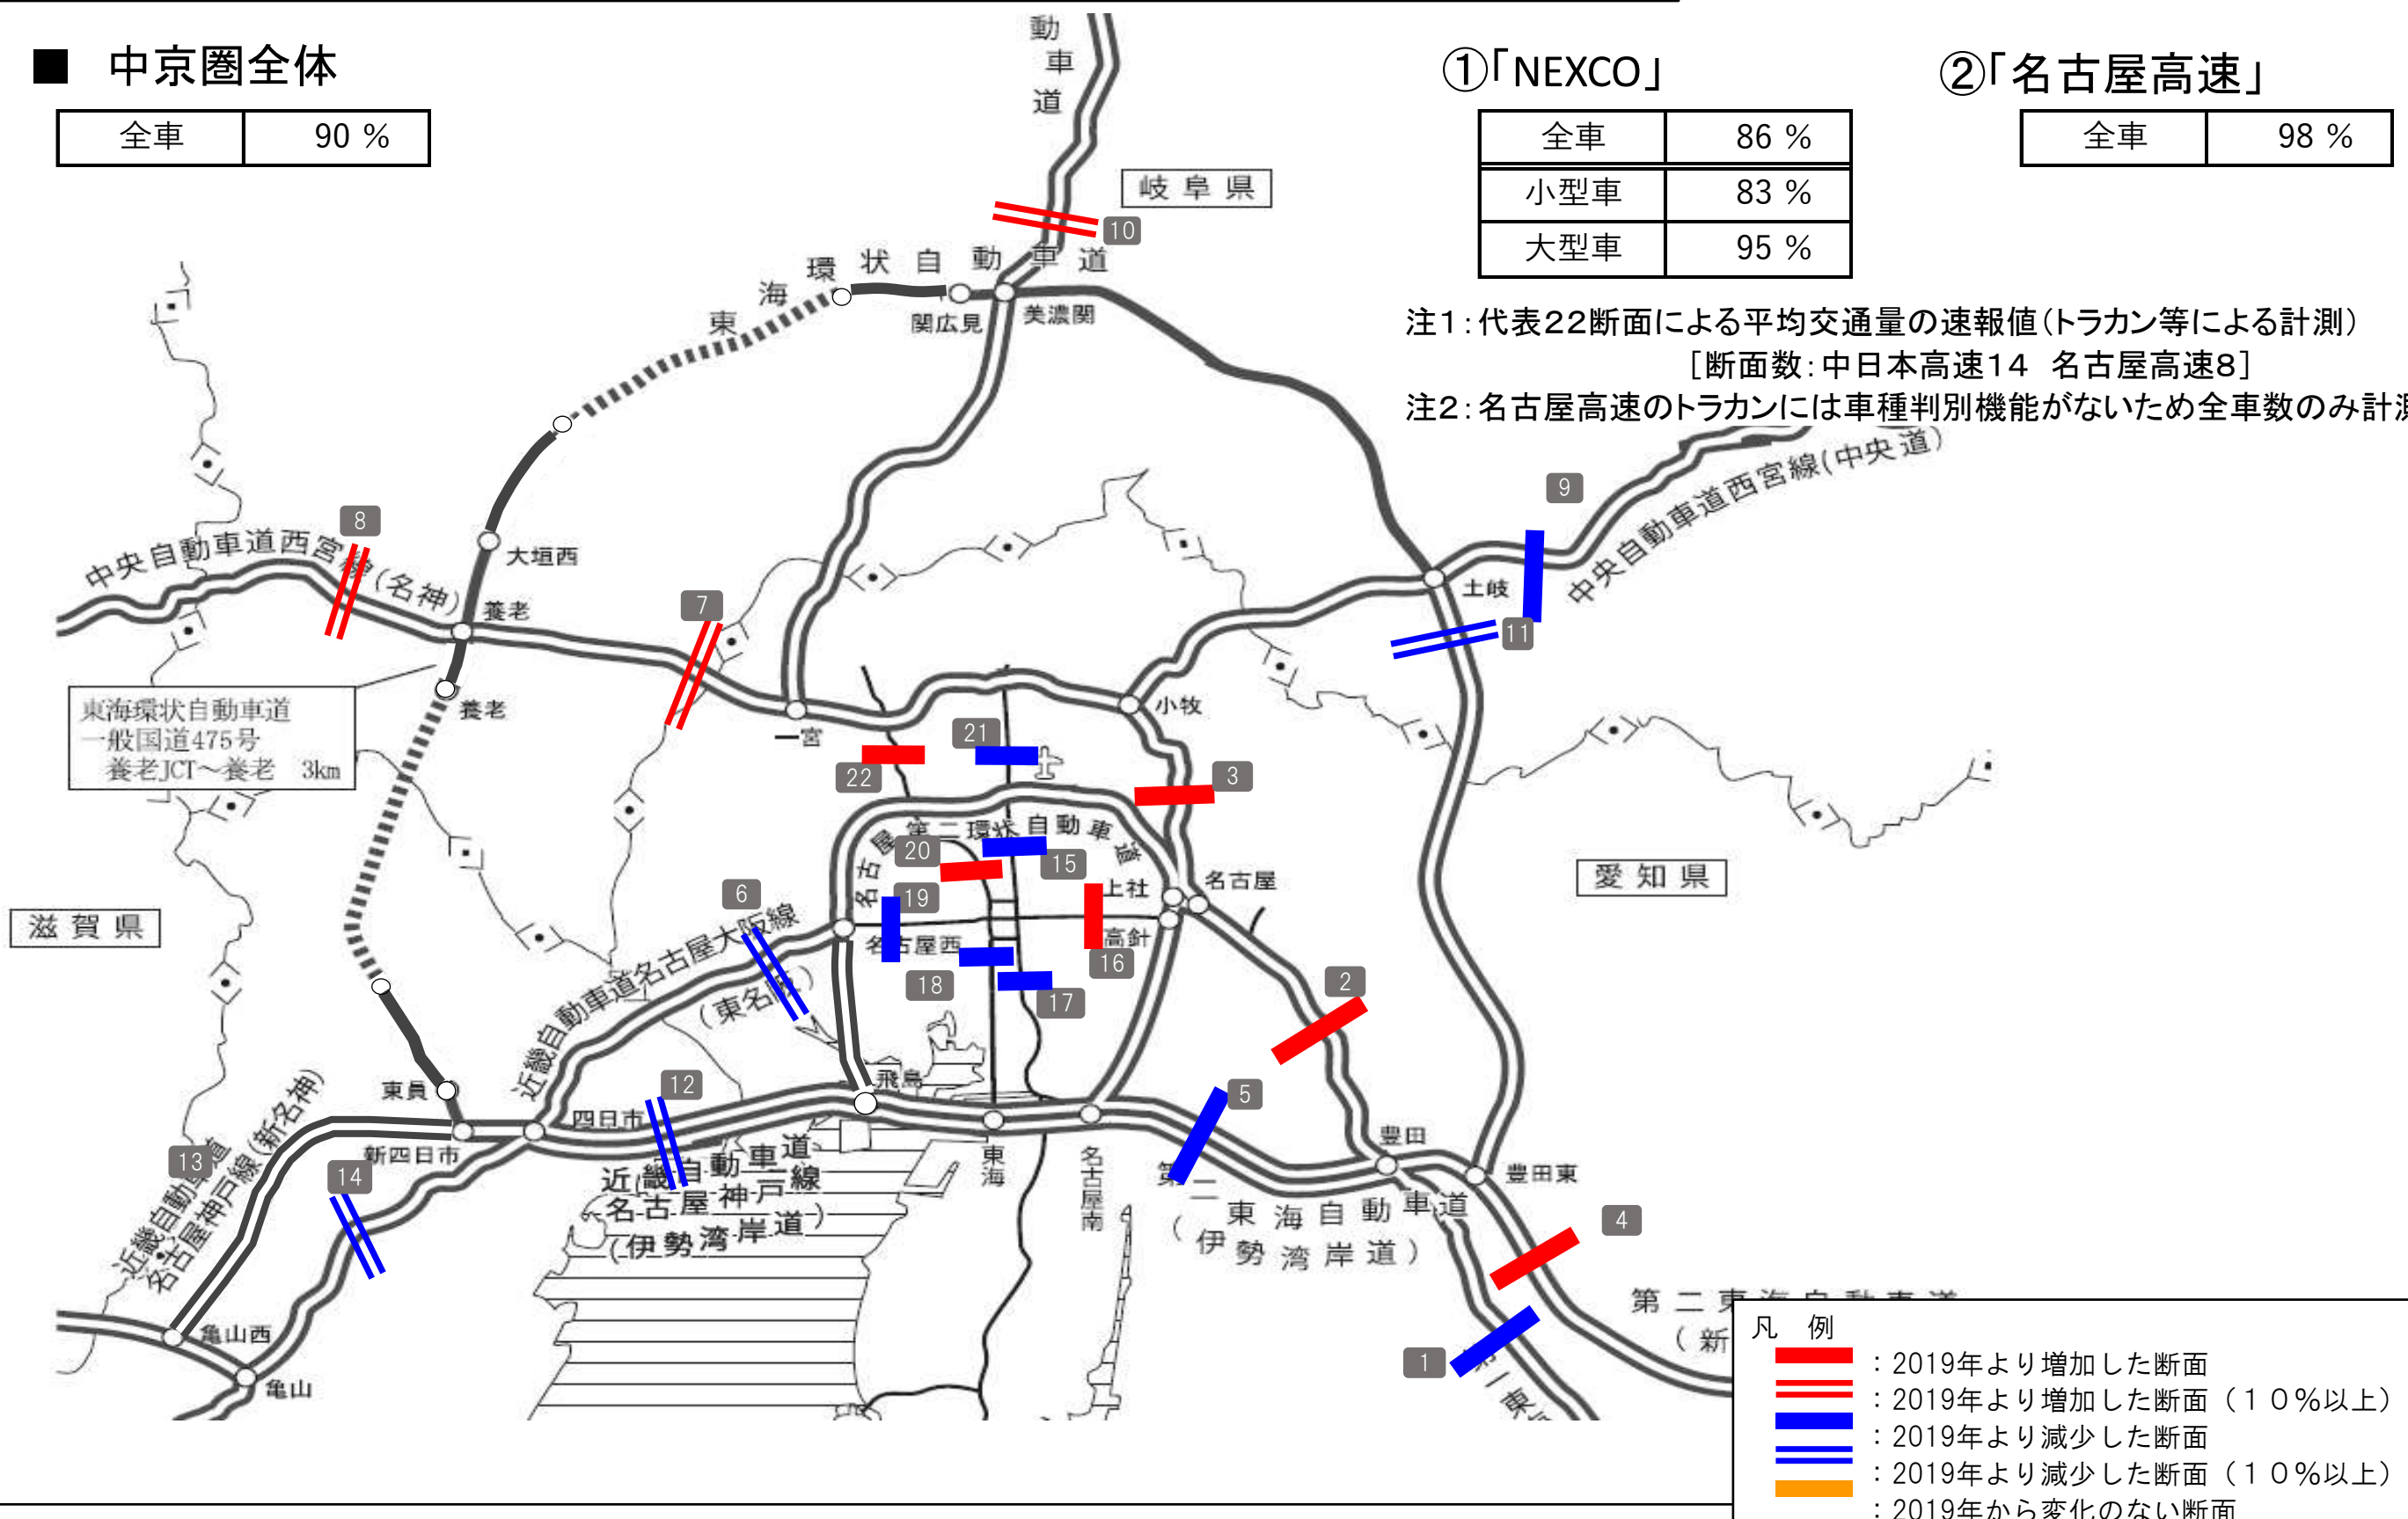 ■ 中京圏全体
全車 90 %
①「NEXCO」
全車 86 %
小型車 83 %
大型車 95 %
②「名古屋高速」
全車 98 %
注1:代表22断面による平均交通量の速報値(トラカン等による計測)
[断面数:中日本高速14 名古屋高速8]
注2:名古屋高速のトラカンには車種判別機能がないため全車数のみ計測
動車道
岐阜県
10
東海環状自動車道
関広見
美濃関
9
中央自動車道西宮線(中央道)
8
中央自動車道西宮線(名神)
大垣西
養老
7
土岐
11
東海環状自動車道
一般国道475号
養老JCT~養老 3km
養老
一宮
小牧
21
22
3
名古屋第二環状自動車道
20
15
上社
名古屋
愛知県
6
19
滋賀県
名古屋西
高針
16
近畿自動車道名古屋大阪線
(東名阪)
18
17
2
東員
12
飛島
5
四日市
新四日市
豊田
13
近畿自動車道
名古屋神戸線(新名神)
14
近畿自動車道
名古屋神戸線
(伊勢湾岸道)
東海
名古屋南
豊田東
第二東海自動車道
(伊勢湾岸道)
4
亀山西
亀山
1
第一東
第二東海自動車道
(新
凡 例
:2019年より増加した断面
:2019年より増加した断面(10%以上)
:2019年より減少した断面
:2019年より減少した断面(10%以上)
:2019年から変化のない断面